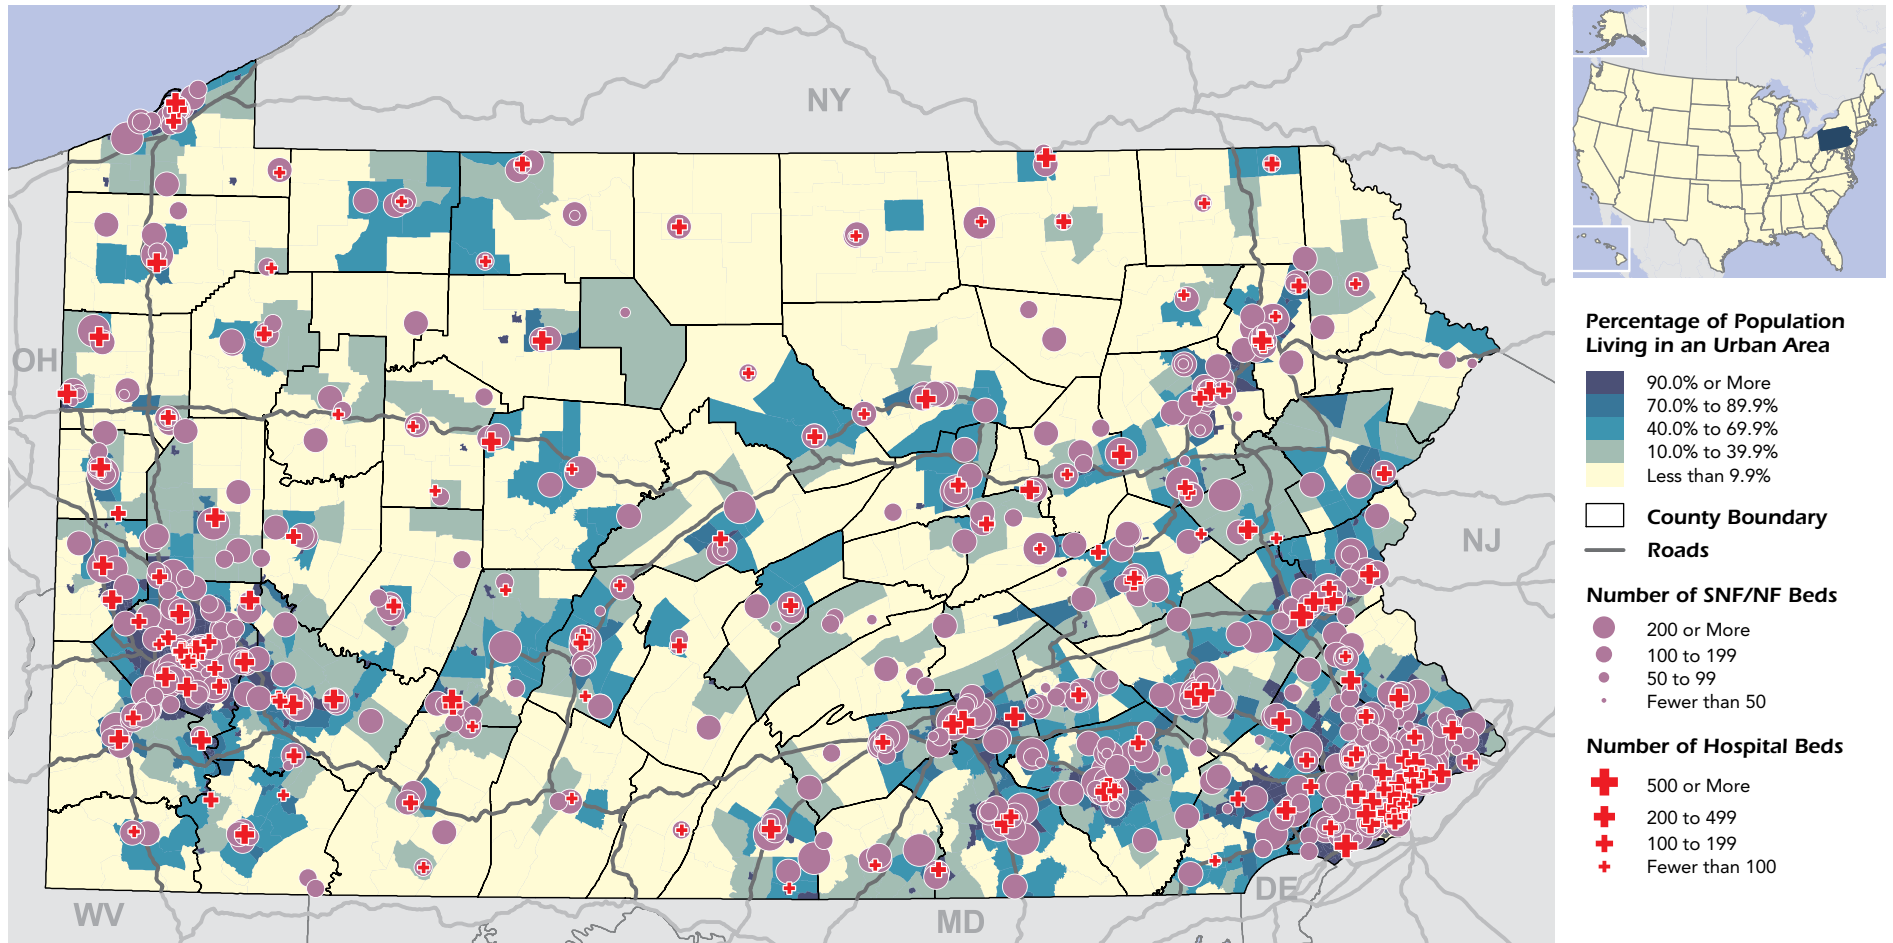 NY
OH
NJ
WV
MD
DE
Percentage of Population
Living in an Urban Area
90.0% or More
70.0% to 89.9%
40.0% to 69.9%
10.0% to 39.9%
Less than 9.9%
County Boundary
Roads
Number of SNF/NF Beds
200 or More
100 to 199
50 to 99
Fewer than 50
Number of Hospital Beds
500 or More
200 to 499
100 to 199
Fewer than 100